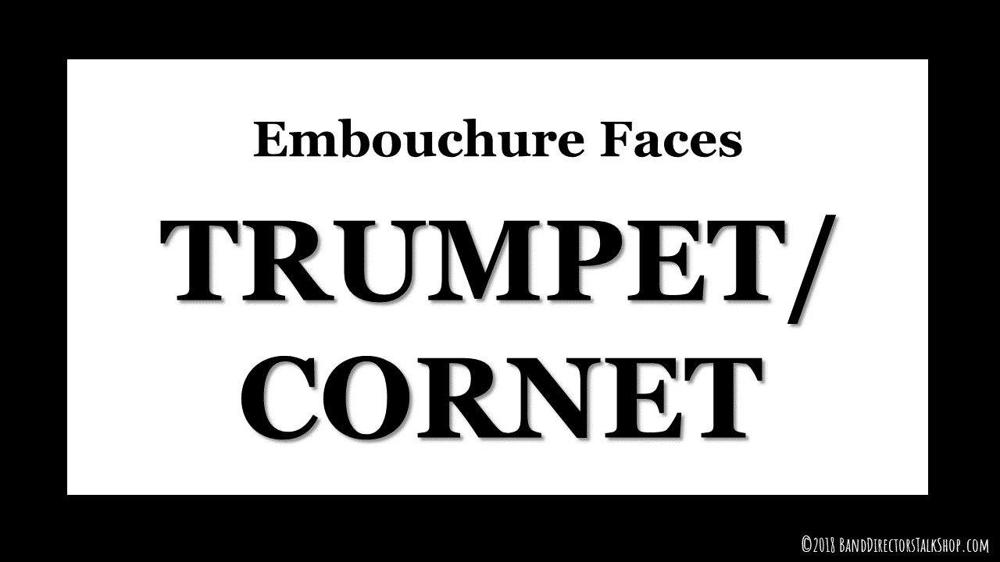 Embouchure Faces
TRUMPET/
CORNET
©2018 BandDirectorsTalkShop.com